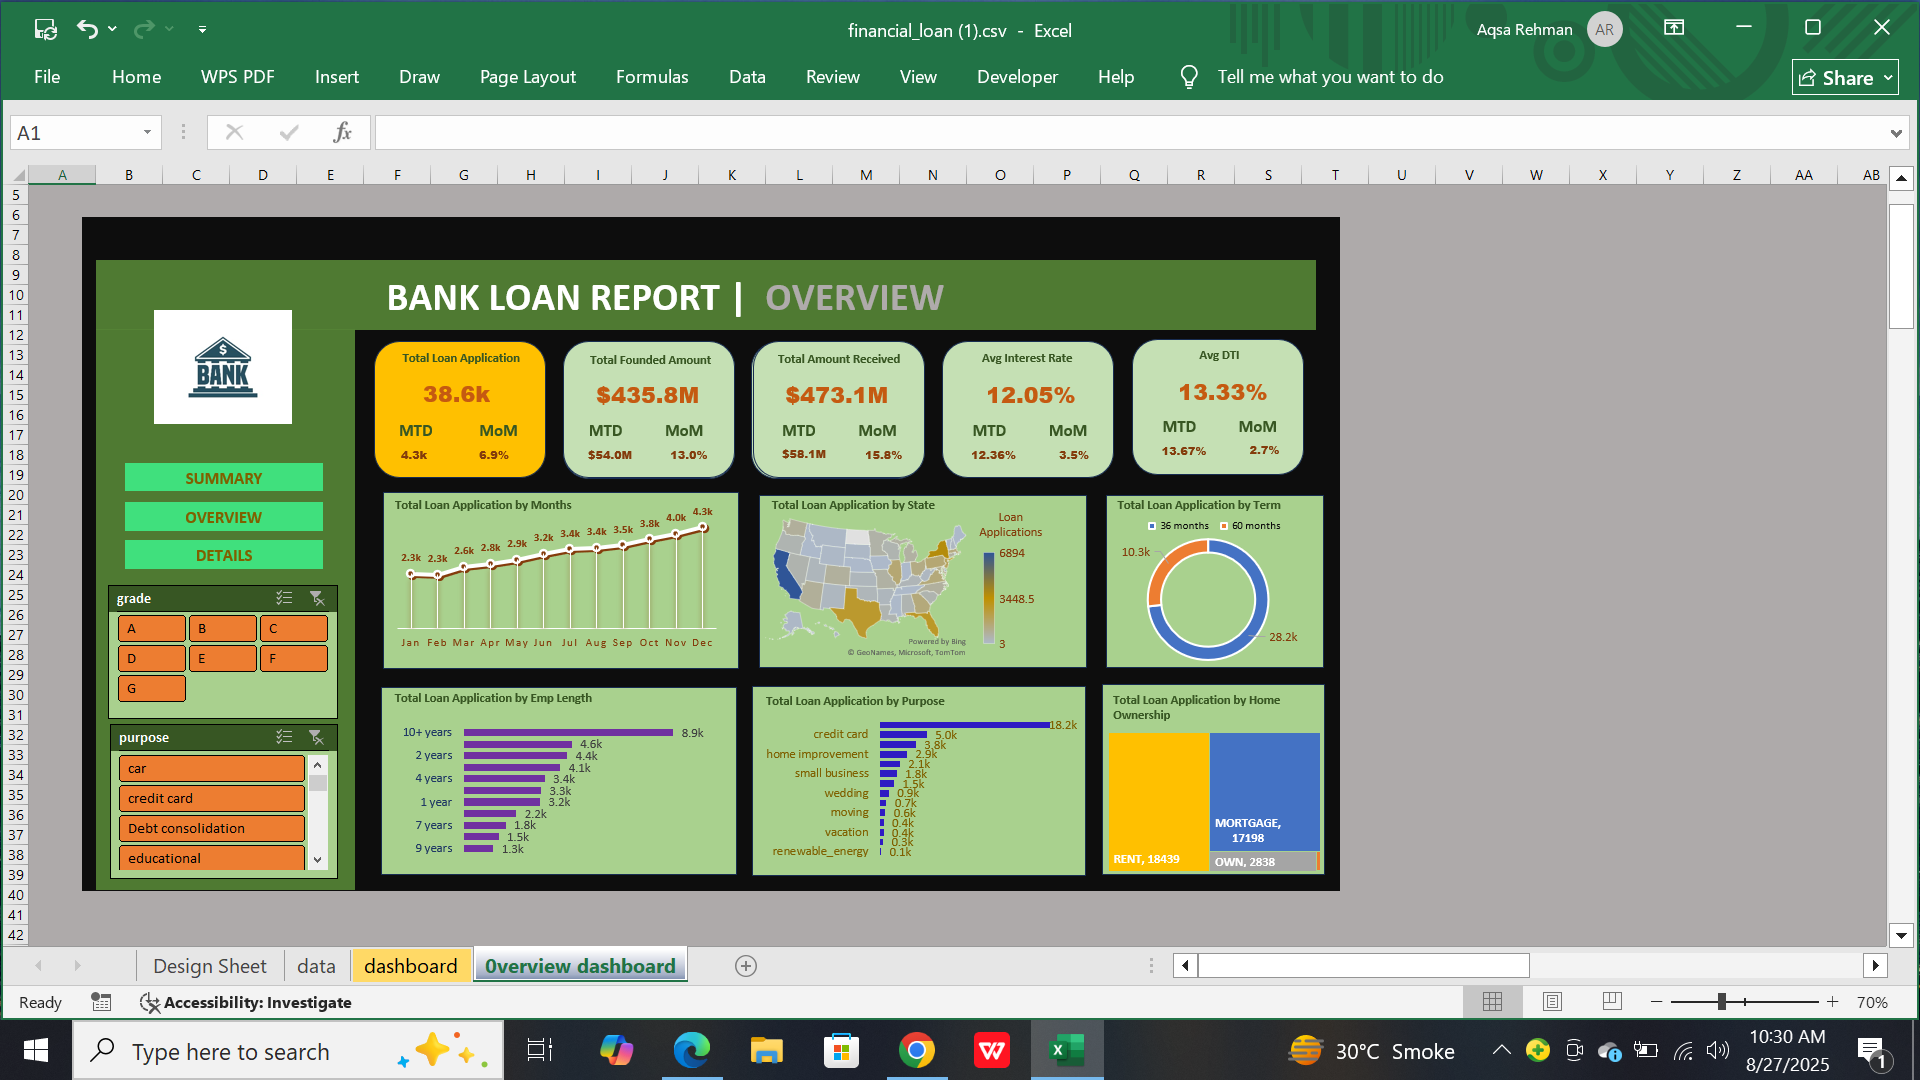 financial_loan (1).csv - Excel
Aqsa Rehman AR
File Home WPS PDF Insert Draw Page Layout Formulas Data Review View Developer Help Tell me what you want to do Share
A1 fx
A B C D E F G H I J K L M N O P Q R S T U V W X Y Z AA AB
5
6
7
8
9
10
11
12
13
14
15
16
17
18
19
20
21
22
23
24
25
26
27
28
29
30
31
32
33
34
35
36
37
38
39
40
41
42
BANK LOAN REPORT | OVERVIEW
$
BANK
SUMMARY
OVERVIEW
DETAILS
grade
A B C
D E F
G
purpose
car
credit card
Debt consolidation
educational
Total Loan Application
38.6k
MTD MoM
4.3k 6.9%
Total Founded Amount
$435.8M
MTD MoM
$54.0M 13.0%
Total Amount Received
$473.1M
MTD MoM
$58.1M 15.8%
Avg Interest Rate
12.05%
MTD MoM
12.36% 3.5%
Avg DTI
13.33%
MTD MoM
13.67% 2.7%
Total Loan Application by Months
2.3k 2.3k 2.6k 2.8k 2.9k 3.2k 3.4k 3.4k 3.5k 3.8k 4.0k 4.3k
Jan Feb Mar Apr May Jun Jul Aug Sep Oct Nov Dec
Total Loan Application by State
Loan
Applications
6894
3448.5
3
Powered by Bing
© GeoNames, Microsoft, TomTom
Total Loan Application by Term
36 months 60 months
10.3k
28.2k
Total Loan Application by Emp Length
10+ years 8.9k
4.6k
2 years 4.4k
4.1k
4 years 3.4k
3.3k
1 year 3.2k
2.2k
7 years 1.8k
1.5k
9 years 1.3k
Total Loan Application by Purpose
18.2k
credit card 5.0k
3.8k
home improvement 2.9k
2.1k
small business 1.8k
1.5k
wedding 0.9k
0.7k
moving 0.6k
0.4k
vacation 0.4k
0.3k
renewable_energy 0.1k
Total Loan Application by Home
Ownership
RENT, 18439
MORTGAGE,
17198
OWN, 2838
Design Sheet data dashboard 0verview dashboard
Ready Accessibility: Investigate 70%
Type here to search
30°C Smoke
10:30 AM
8/27/2025
1